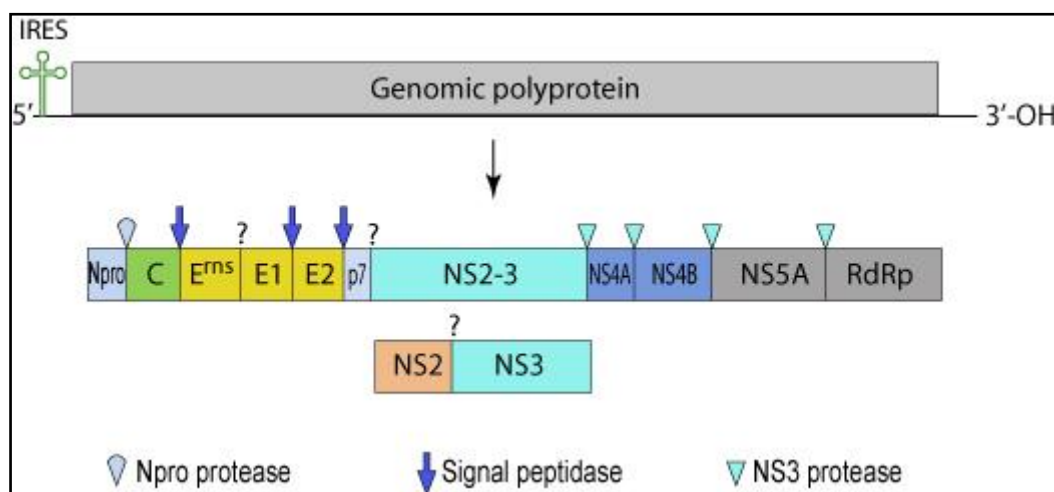 IRES
Genomic polyprotein
5’ 3’-OH
? ? 
Npro C Erns E1 E2 p7 NS2-3 NS4A NS4B NS5A RdRp
?
NS2 NS3
Npro protease Signal peptidase NS3 protease